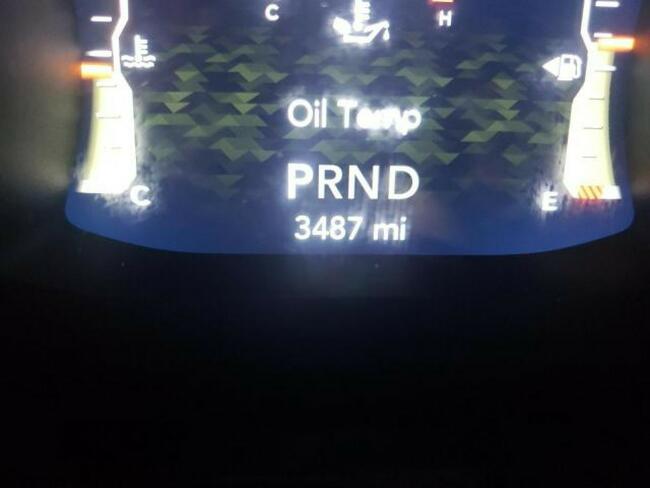 C H
Oil Temp
PRND
C E
3487 mi